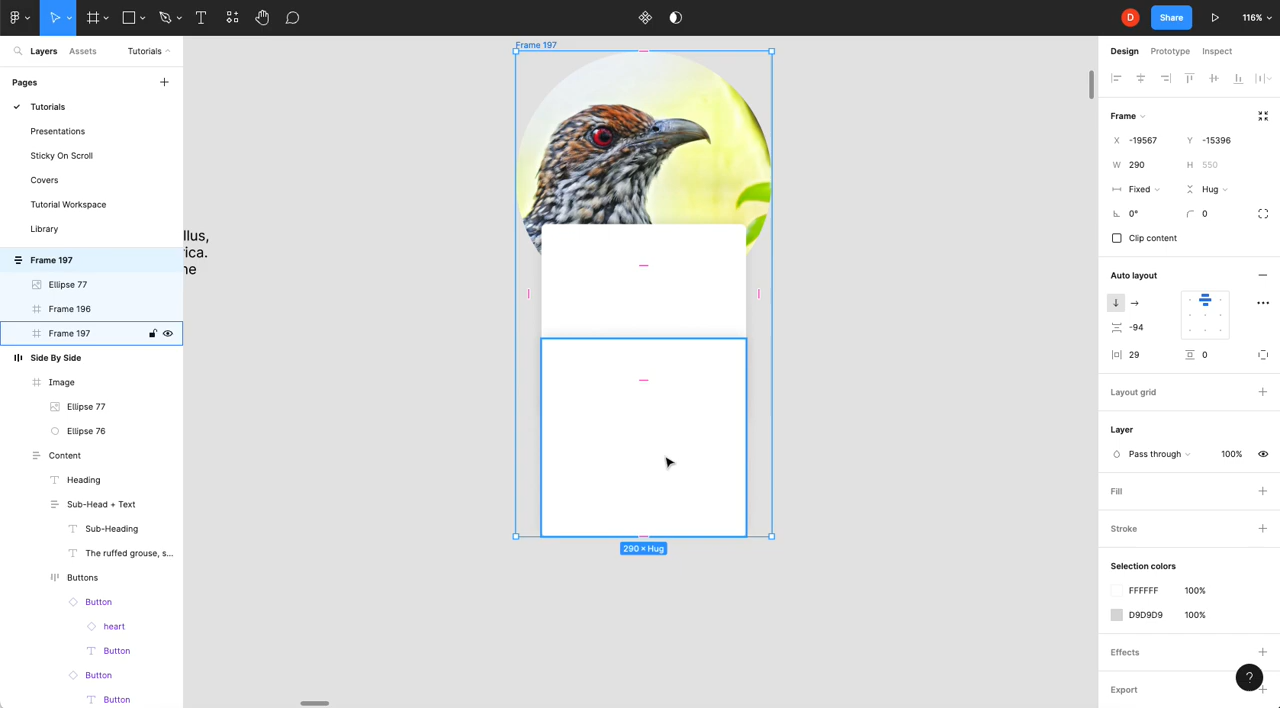 D
Share
116%
Layers
Assets
Tutorials
Pages
Tutorials
Presentations
Sticky On Scroll
Covers
Tutorial Workspace
Library
Frame 197
Ellipse 77
Frame 196
Frame 197
Side By Side
Image
Ellipse 77
Ellipse 76
Content
Heading
Sub-Head + Text
Sub-Heading
The ruffed grouse, s...
Buttons
Button
heart
Button
Button
Button
llus,
ica.
ne
Frame 197
290 × Hug
Design
Prototype
Inspect
Frame
X -19567
Y -15396
W 290
H 550
Fixed
Hug
0°
0
Clip content
Auto layout
-94
29
0
Layout grid
Layer
Pass through
100%
Fill
Stroke
Selection colors
FFFFFF 100%
D9D9D9 100%
Effects
Export
?